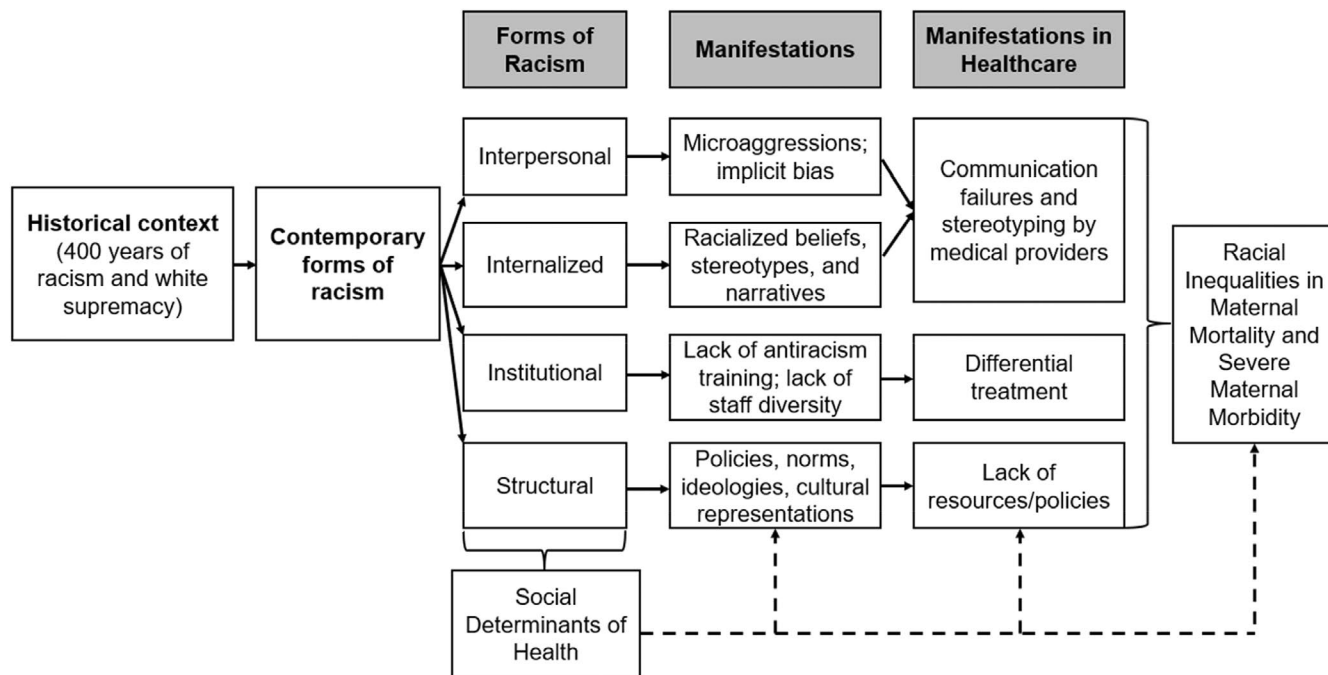 Forms of
Racism
Manifestations
Manifestations in
Healthcare
Historical context
(400 years of
racism and white
supremacy)
Contemporary
forms of
racism
Interpersonal
Microaggressions;
implicit bias
Communication
failures and
stereotyping by
medical providers
Internalized
Racialized beliefs,
stereotypes, and
narratives
Institutional
Lack of antiracism
training; lack of
staff diversity
Differential
treatment
Structural
Policies, norms,
ideologies, cultural
representations
Lack of
resources/policies
Racial
Inequalities in
Maternal
Mortality and
Severe
Maternal
Morbidity
Social
Determinants of
Health